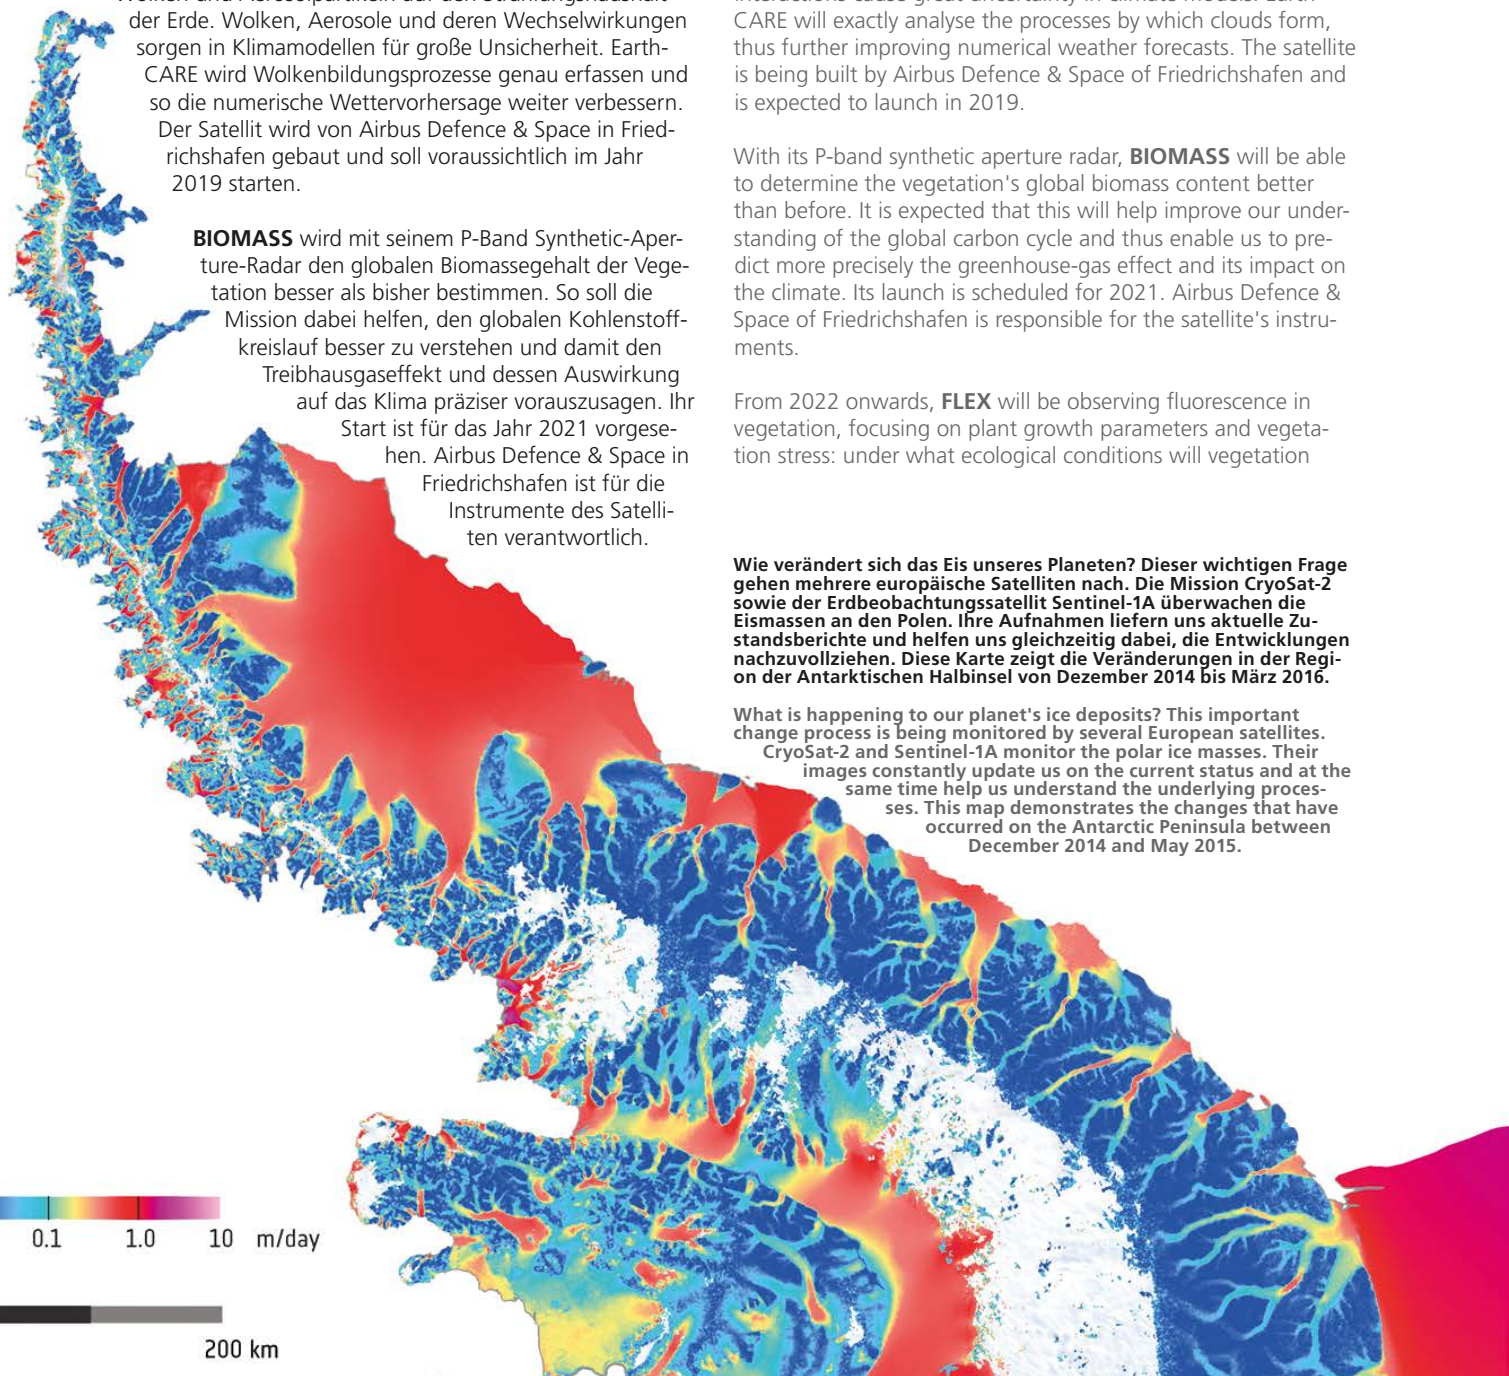 der Erde. Wolken, Aerosole und deren Wechselwirkungen
sorgen in Klimamodellen für große Unsicherheit. Earth-
CARE wird Wolkenbildungsprozesse genau erfassen und
so die numerische Wettervorhersage weiter verbessern.
Der Satellit wird von Airbus Defence & Space in Fried-
richshafen gebaut und soll voraussichtlich im Jahr
2019 starten.
BIOMASS wird mit seinem P-Band Synthetic-Aper-
ture-Radar den globalen Biomassegehalt der Vege-
tation besser als bisher bestimmen. So soll die
Mission dabei helfen, den globalen Kohlenstoff-
kreislauf besser zu verstehen und damit den
Treibhausgaseffekt und dessen Auswirkung
auf das Klima präziser vorauszusagen. Ihr
Start ist für das Jahr 2021 vorgese-
hen. Airbus Defence & Space in
Friedrichshafen ist für die
Instrumente des Satelli-
ten verantwortlich.
CARE will exactly analyse the processes by which clouds form,
thus further improving numerical weather forecasts. The satellite
is being built by Airbus Defence & Space of Friedrichshafen and
is expected to launch in 2019.
With its P-band synthetic aperture radar, BIOMASS will be able
to determine the vegetation's global biomass content better
than before. It is expected that this will help improve our under-
standing of the global carbon cycle and thus enable us to pre-
dict more precisely the greenhouse-gas effect and its impact on
the climate. Its launch is scheduled for 2021. Airbus Defence &
Space of Friedrichshafen is responsible for the satellite's instru-
ments.
From 2022 onwards, FLEX will be observing fluorescence in
vegetation, focusing on plant growth parameters and vegeta-
tion stress: under what ecological conditions will vegetation
Wie verändert sich das Eis unseres Planeten? Dieser wichtigen Frage
gehen mehrere europäische Satelliten nach. Die Mission CryoSat-2
sowie der Erdbeobachtungssatellit Sentinel-1A überwachen die
Eismassen an den Polen. Ihre Aufnahmen liefern uns aktuelle Zu-
standsberichte und helfen uns gleichzeitig dabei, die Entwicklungen
nachzuvollziehen. Diese Karte zeigt die Veränderungen in der Regi-
on der Antarktischen Halbinsel von Dezember 2014 bis März 2016.
What is happening to our planet's ice deposits? This important
change process is being monitored by several European satellites.
CryoSat-2 and Sentinel-1A monitor the polar ice masses. Their
images constantly update us on the current status and at the
same time help us understand the underlying proces-
ses. This map demonstrates the changes that have
occurred on the Antarctic Peninsula between
December 2014 and May 2015.
0.1 1.0 10 m/day
200 km